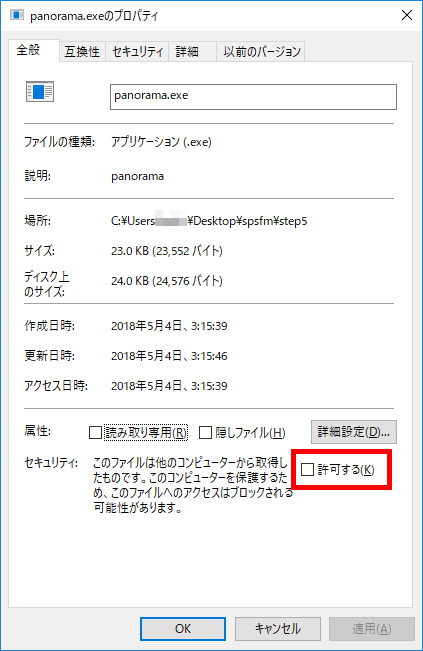 panorama.exeのプロパティ
全般 互換性 セキュリティ 詳細 以前のバージョン
panorama.exe
ファイルの種類: アプリケーション (.exe)
説明: panorama
場所: C:¥Users¥ ¥Desktop¥spsfm¥step5
サイズ: 23.0 KB (23,552 バイト)
ディスク上
のサイズ: 24.0 KB (24,576 バイト)
作成日時: 2018年5月4日、3:15:39
更新日時: 2018年5月4日、3:15:46
アクセス日時: 2018年5月4日、3:15:39
属性: 読み取り専用(R) 隠しファイル(H) 詳細設定(D)...
セキュリティ: このファイルは他のコンピューターから取得し
たものです。このコンピューターを保護するた
め、このファイルへのアクセスはブロックされる
可能性があります。
許可する(K)
OK キャンセル 適用(A)